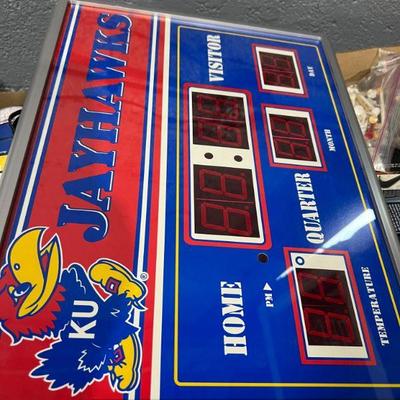 JAYHAWKS
KU
®
HOME
VISITOR
PM ▶
QUARTER
MONTH
DAY
TEMPERATURE